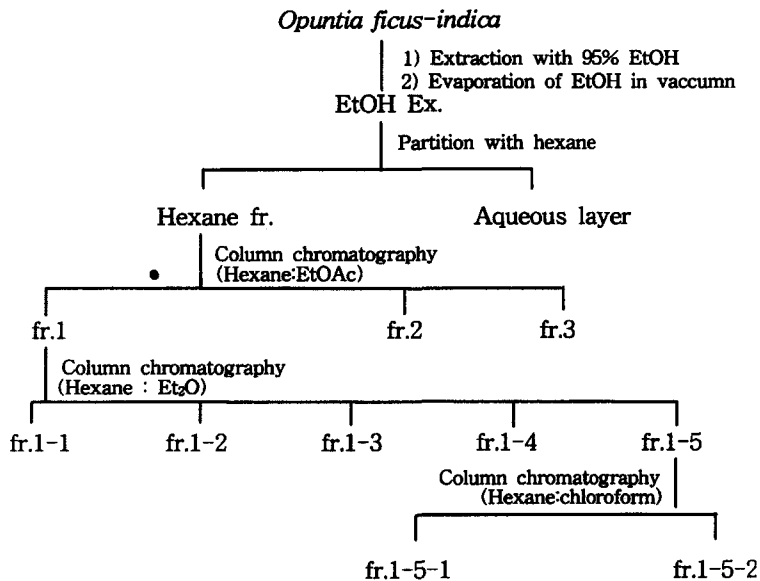 Opuntia ficus-indica
1) Extraction with 95% EtOH
2) Evaporation of EtOH in vaccumn
EtOH Ex.
Partition with hexane
Hexane fr.
Aqueous layer
Column chromatography
(Hexane:EtOAc)
fr.1
fr.2
fr.3
Column chromatography
(Hexane : Et₂O)
fr.1-1
fr.1-2
fr.1-3
fr.1-4
fr.1-5
Column chromatography
(Hexane:chloroform)
fr.1-5-1
fr.1-5-2